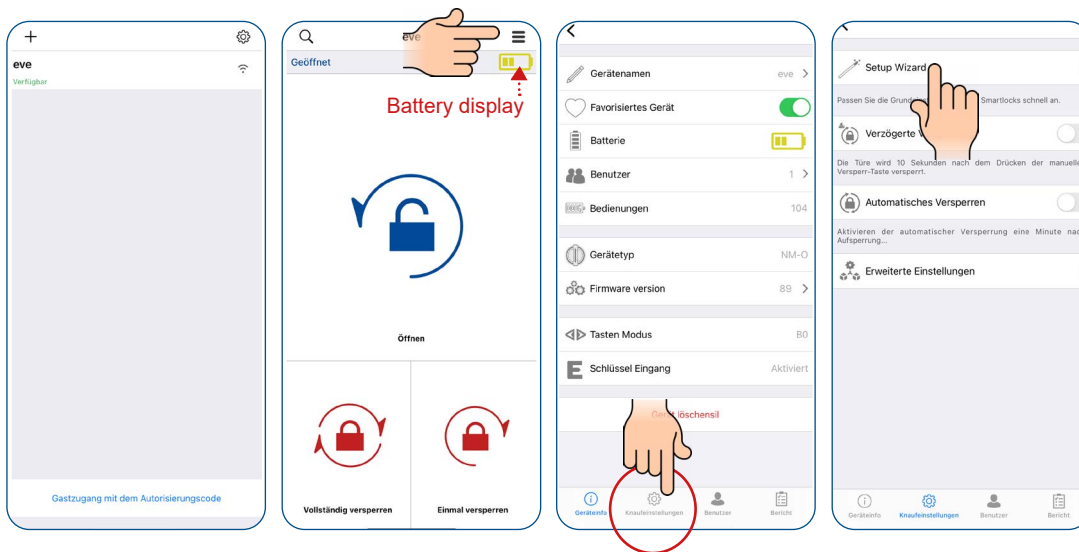 eve
Verfügbar
Gastzugang mit dem Autorisierungscode
eve
Geöffnet
Battery display
Öffnen
Vollständig versperren
Einmal versperren
Gerätenamen
eve
Favorisiertes Gerät
Batterie
Benutzer
1
Bedienungen
104
Gerätetyp
NM-O
Firmware version
89
Tasten Modus
B0
E
Schlüssel Eingang
Aktiviert
löschensil
Geräteinfo
Knaufeinstellungen
Benutzer
Bericht
Setup Wizard
Passen Sie die Smartlocks schnell an.
Verzögerte
Die Türe wird 10 Sekunden nach dem Drücken der
Versperr-Taste versperrt.
Automatisches Versperren
Aktivieren der automatischer Versperrung eine Minute
Aufsperrung...
Erweiterte Einstellungen
Geräteinfo
Knaufeinstellungen
Benutzer
Bericht